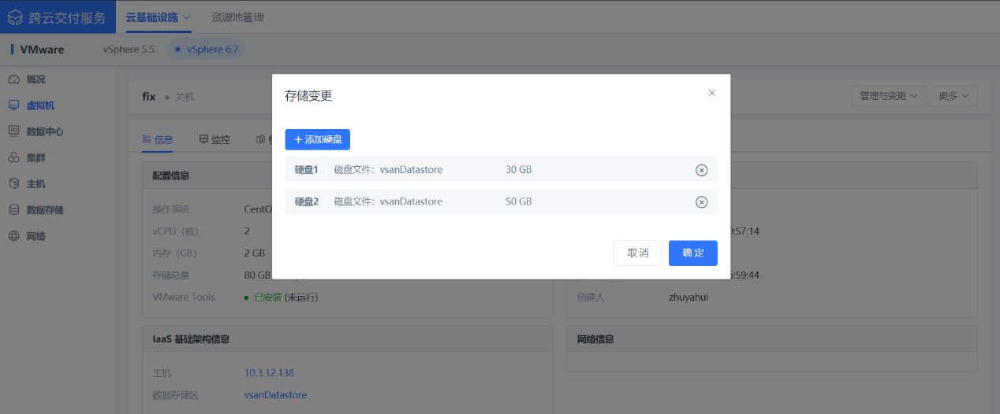 跨云交付服务 云基础设施 资源池管理
VMware vSphere 5.5 vSphere 6.7
概况
虚拟机
数据中心
集群
主机
数据存储
网络
fix 关机 管理与变更 更多
信息 监控
存储变更
添加硬盘
硬盘1 磁盘文件：vsanDatastore 30 GB
硬盘2 磁盘文件：vsanDatastore 50 GB
取消 确定
配置信息
操作系统 CentO
vCPU（核） 2
内存（GB） 2 GB
存储总量 80 GB
VMware Tools 已安装 (未运行)
:57:14
:59:44
创建人 zhuyahui
IaaS 基础架构信息
主机 10.3.12.138
数据存储区 vsanDatastore
网络信息